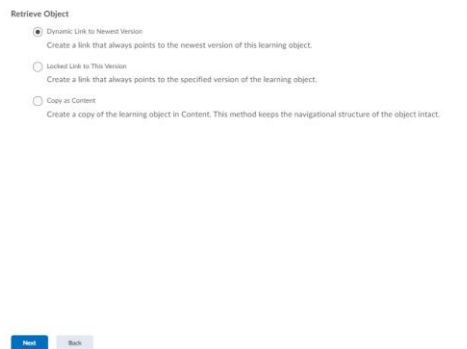 Retrieve Object
Dynamic Link to Newest Version
Create a link that always points to the newest version of this learning object.
Locked Link to This Version
Create a link that always points to the specified version of the learning object.
Copy as Content
Create a copy of the learning object in Content. This method keeps the navigational structure of the object intact.
Next Back